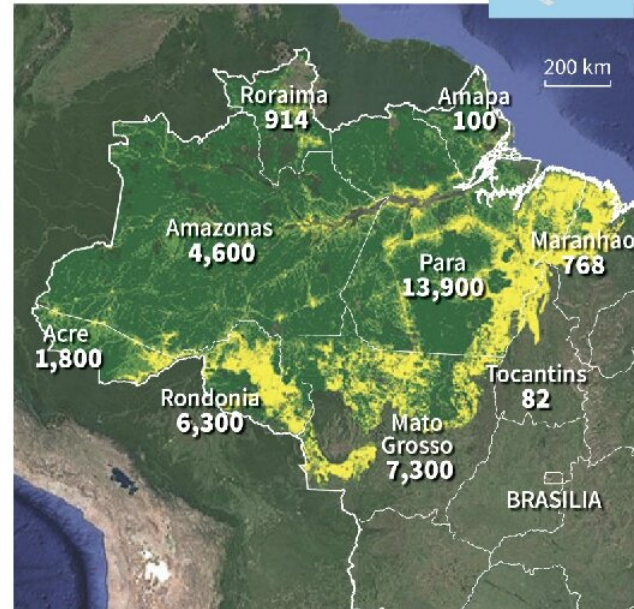 200 km
Roraima
914
Amapa
100
Amazonas
4,600
Para
13,900
Maranhao
768
Acre
1,800
Rondonia
6,300
Mato
Grosso
7,300
Tocantins
82
BRASILIA